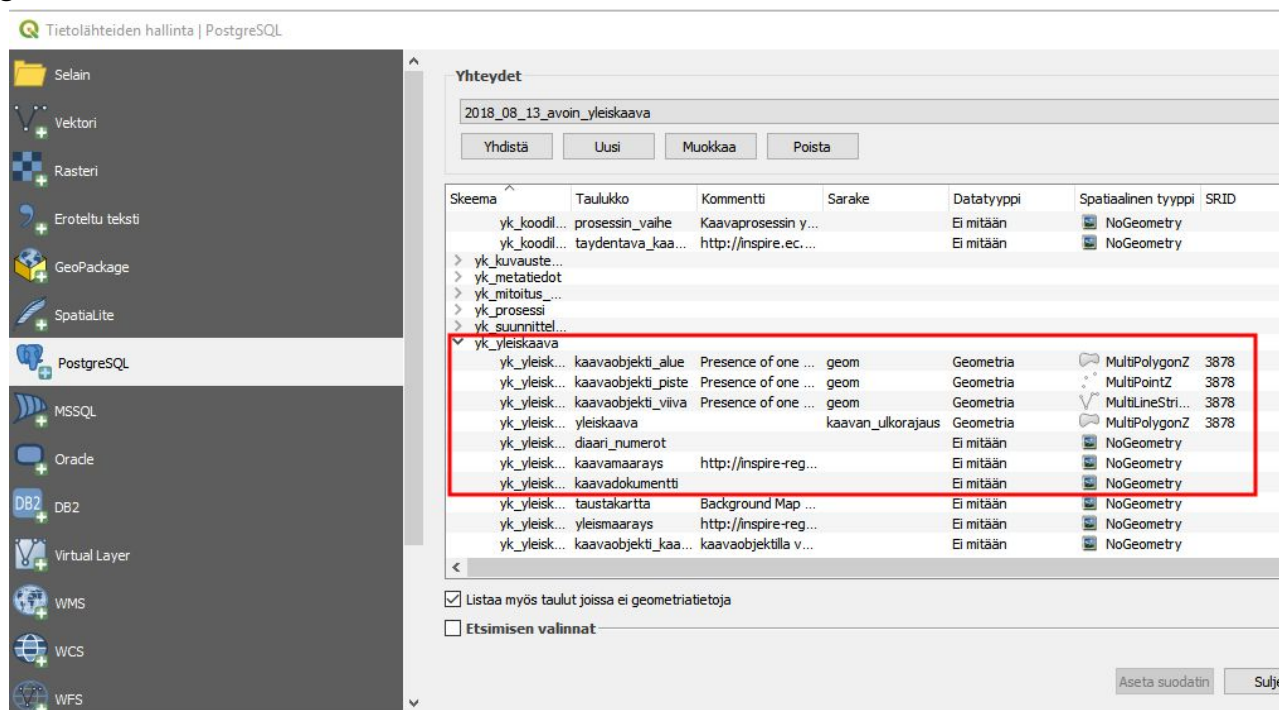 Tietolähteiden hallinta | PostgreSQL
Selain
Vektori
Rasteri
Eroteltu teksti
GeoPackage
SpatiaLite
PostgreSQL
MSSQL
Oracle
DB2 DB2
Virtual Layer
WMS
WCS
WFS
Yhteydet
2018_08_13_avoin_yleiskaava
Yhdistä Uusi Muokkaa Poista
Skeema Taulukko Kommentti Sarake Datatyyppi Spatiaalinen tyyppi SRID
yk_koodil... prosessin_vaihe Kaavaprosessin y... Ei mitään NoGeometry
yk_koodil... taydentava_kaa... http://inspire.ec.... Ei mitään NoGeometry
yk_kuvauste...
yk_metatiedot
yk_mitoitus_...
yk_prosessi
yk_suunnittel...
yk_yleiskaava
yk_yleisk... kaavaobjekti_alue Presence of one ... geom Geometria MultiPolygonZ 3878
yk_yleisk... kaavaobjekti_piste Presence of one ... geom Geometria MultiPointZ 3878
yk_yleisk... kaavaobjekti_viiva Presence of one ... geom Geometria MultiLineStri... 3878
yk_yleisk... yleiskaava kaavan_ulkorajaus Geometria MultiPolygonZ 3878
yk_yleisk... diaari_numerot Ei mitään NoGeometry
yk_yleisk... kaavamaarays http://inspire-reg... Ei mitään NoGeometry
yk_yleisk... kaavadokumentti Ei mitään NoGeometry
yk_yleisk... taustakartta Background Map ... Ei mitään NoGeometry
yk_yleisk... yleismaarays http://inspire-reg... Ei mitään NoGeometry
yk_yleisk... kaavaobjekti_kaa... kaavaobjektilla v... Ei mitään NoGeometry
Listaa myös taulut joissa ei geometriatietoja
Etsimisen valinnat
Aseta suodatin Sulje